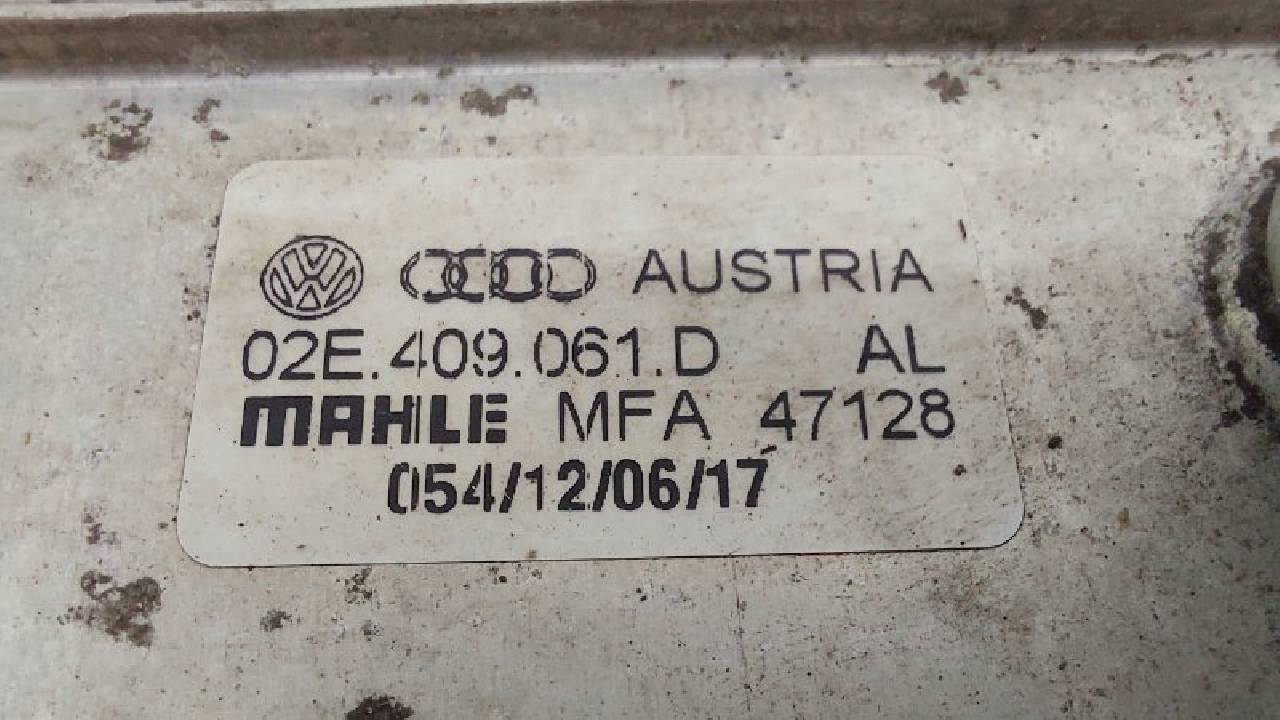 AUSTRIA
02E.409.061.D AL
MAHLE MFA 47128
054/12/06/17